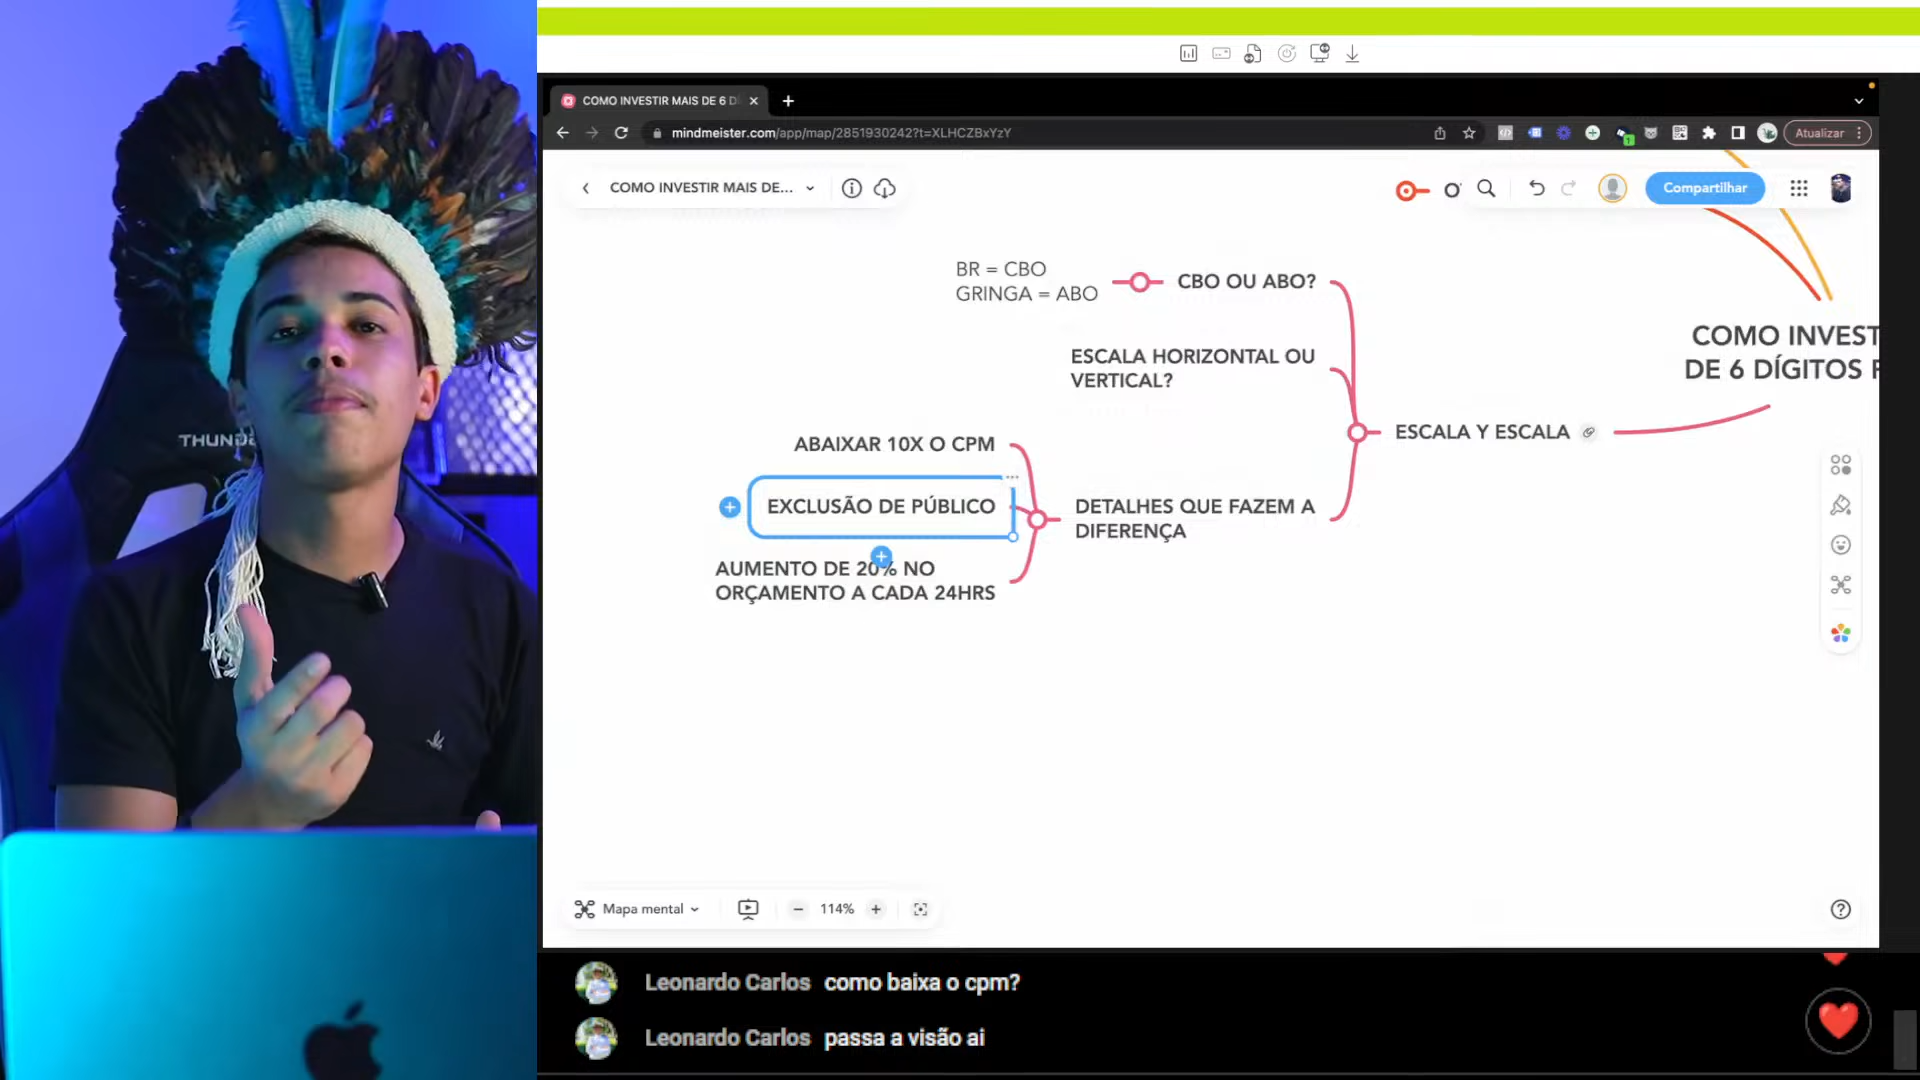 THUND
COMO INVESTIR MAIS DE 6 D
mindmeister.com/app/map/2851930242?t=XLHCZBxYzY
1
Atualizar
COMO INVESTIR MAIS DE...
Compartilhar
BR = CBO
GRINGA = ABO
CBO OU ABO?
ESCALA HORIZONTAL OU
VERTICAL?
COMO INVEST
DE 6 DÍGITOS
ESCALA Y ESCALA
ABAIXAR 10X O CPM
EXCLUSÃO DE PÚBLICO
DETALHES QUE FAZEM A
DIFERENÇA
AUMENTO DE 20% NO
ORÇAMENTO A CADA 24HRS
Mapa mental
114%
Leonardo Carlos como baixa o cpm?
Leonardo Carlos passa a visão ai